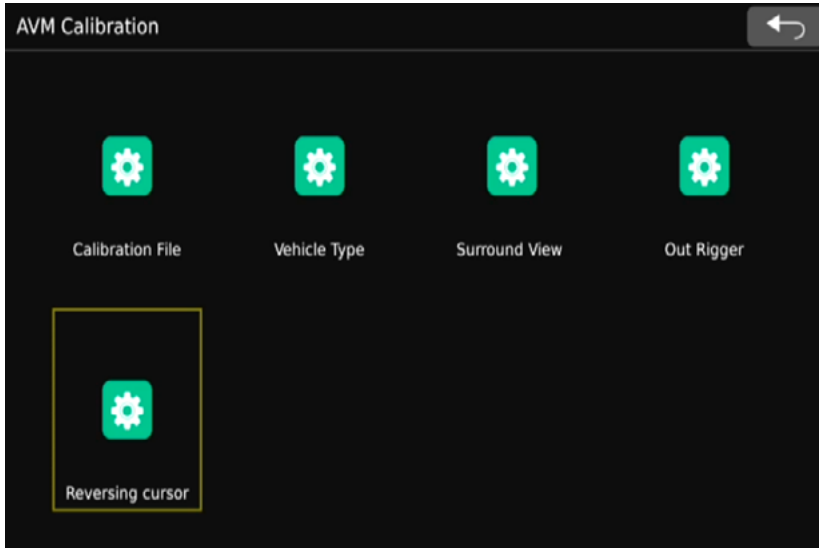 AVM Calibration
Calibration File
Vehicle Type
Surround View
Out Rigger
Reversing cursor